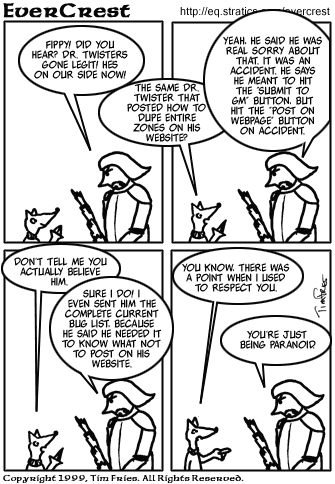 EverCrest
http://eq.stratics.com/evercrest
FIPPY! DID YOU
HEAR? DR. TWISTERS
GONE LEGIT! HE'S
ON OUR SIDE NOW!
THE SAME DR.
TWISTER THAT
POSTED HOW TO
DUPE ENTIRE
ZONES ON HIS
WEBSITE?
YEAH. HE SAID HE WAS
REAL SORRY ABOUT
THAT. IT WAS AN
ACCIDENT. HE SAYS
HE MEANT TO HIT
THE "SUBMIT TO
GM" BUTTON. BUT
HIT THE "POST ON
WEBPAGE" BUTTON
ON ACCIDENT.
DON'T TELL ME YOU
ACTUALLY BELIEVE
HIM.
SURE I DO! I
EVEN SENT HIM THE
COMPLETE CURRENT
BUG LIST. BECAUSE
HE SAID HE NEEDED IT
TO KNOW WHAT NOT
TO POST ON HIS
WEBSITE.
YOU KNOW. THERE
WAS A POINT WHEN I USED
TO RESPECT YOU.
YOU'RE JUST
BEING PARANOID.
Tim Fries
Copyright 1999, Tim Fries. All Rights Reserved.